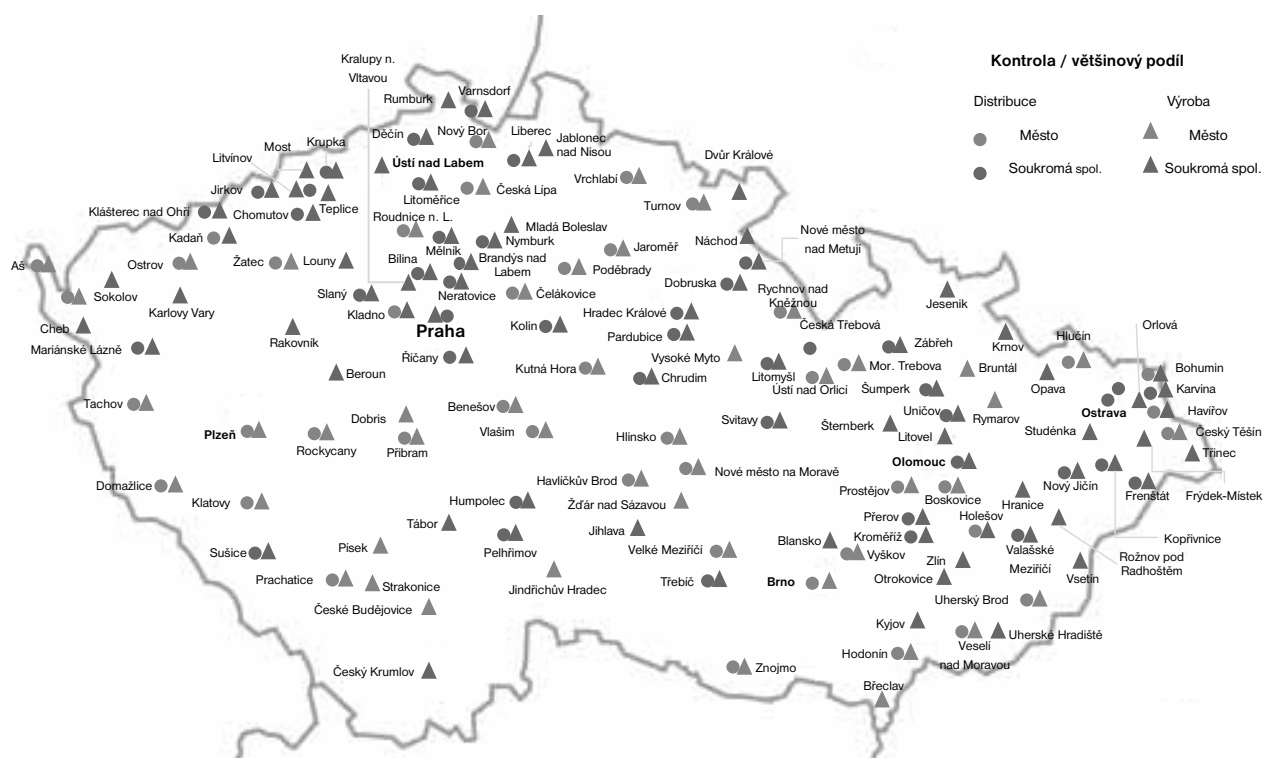 Kontrola / většinový podíl
Distribuce
Výroba
Město
Město
Soukromá spol.
Soukromá spol.
Kralupy n.
Vltavou
Rumburk
Varnsdorf
Děčín
Nový Bor
Liberec
Jablonec
nad Nisou
Most
Krupka
Litvínov
Ústí nad Labem
Dvůr Králové
Jirkov
Litoměřice
Česká Lípa
Vrchlabí
Klášterec nad Ohří
Chomutov
Teplice
Roudnice n. L.
Turnov
Kadaň
Mladá Boleslav
Nymburk
Mělník
Jaroměř
Náchod
Nové město
nad Metují
Aš
Ostrov
Žatec
Louny
Bílina
Brandýs nad
Labem
Poděbrady
Sokolov
Karlovy Vary
Slaný
Neratovice
Čelákovice
Dobruska
Rychnov nad
Kněžnou
Jesenik
Kladno
Praha
Kolin
Hradec Králové
Česká Třebová
Cheb
Rakovník
Pardubice
Orlová
Mariánské Lázně
Říčany
Vysoké Myto
Zábřeh
Krnov
Hlučín
Beroun
Kutná Hora
Chrudim
Litomyšl
Mor. Trebova
Bruntál
Opava
Bohumin
Ústí nad Orlicí
Šumperk
Karvina
Tachov
Dobris
Benešov
Uničov
Rymarov
Ostrava
Havířov
Plzeň
Rockycany
Příbram
Vlašim
Hlinsko
Svitavy
Šternberk
Litovel
Studénka
Český Těšín
Třinec
Olomouc
Domažlice
Nové město na Moravě
Havlíčkův Brod
Prostějov
Boskovice
Nový Jičín
Frenštát
Frýdek-Místek
Klatovy
Humpolec
Žďár nad Sázavou
Hranice
Tábor
Jihlava
Přerov
Holešov
Kroměříž
Blansko
Kopřivnice
Sušice
Písek
Pelhřimov
Velké Meziříčí
Vyškov
Valašské
Meziříčí
Rožnov pod
Radhoštěm
Zlín
Prachatice
Strakonice
Jindřichův Hradec
Třebíč
Brno
Otrokovice
Vsetín
České Budějovice
Uherský Brod
Kyjov
Uherské Hradiště
Veselí
nad Moravou
Hodonín
Český Krumlov
Znojmo
Břeclav